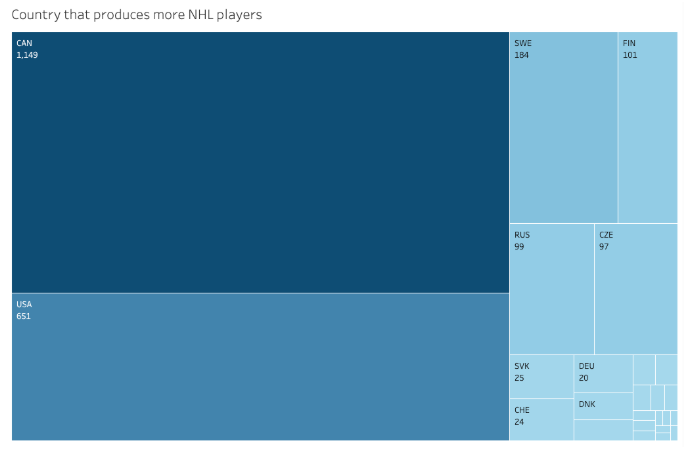 Country that produces more NHL players
CAN
1,149
SWE
184
FIN
101
RUS
99
CZE
97
USA
651
SVK
25
DEU
20
CHE
24
DNK